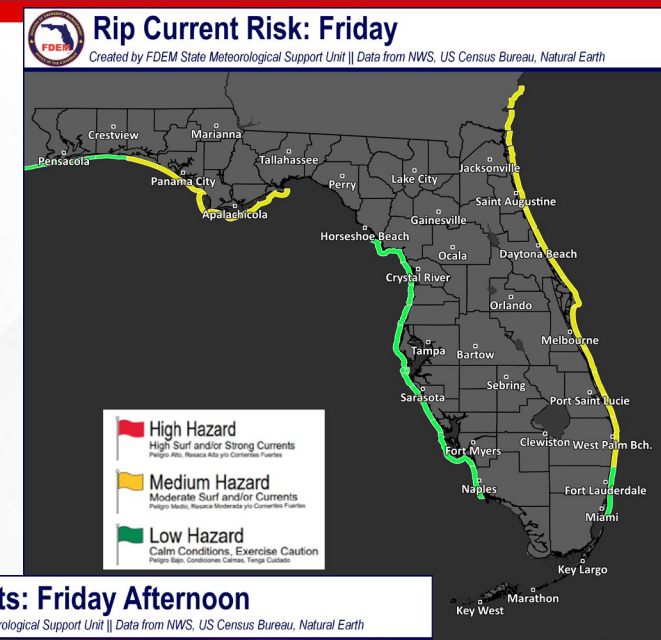 Rip Current Risk: Friday
Created by FDEM State Meteorological Support Unit || Data from NWS, US Census Bureau, Natural Earth
FDEM
Crestview
Marianna
Pensacola
Tallahassee
Panama City
Perry
Lake City
Jacksonville
Apalachicola
Saint Augustine
Gainesville
Horseshoe Beach
Ocala
Daytona Beach
Crystal River
Orlando
Melbourne
Tampa
Bartow
Sebring
Sarasota
Port Saint Lucie
Clewiston
West Palm Bch.
Fort Myers
Naples
Fort Lauderdale
Miami
Key Largo
Marathon
Key West
High Hazard
High Surf and/or Strong Currents
Peligro Alto, Resaca Alta y/o Corrientes Fuertes
Medium Hazard
Moderate Surf and/or Currents
Peligro Medio, Resaca Moderada y/o Corrientes Fuertes
Low Hazard
Calm Conditions, Exercise Caution
Peligro Bajo, Condiciones Calmas, Tenga Cuidado
ts: Friday Afternoon
rological Support Unit || Data from NWS, US Census Bureau, Natural Earth